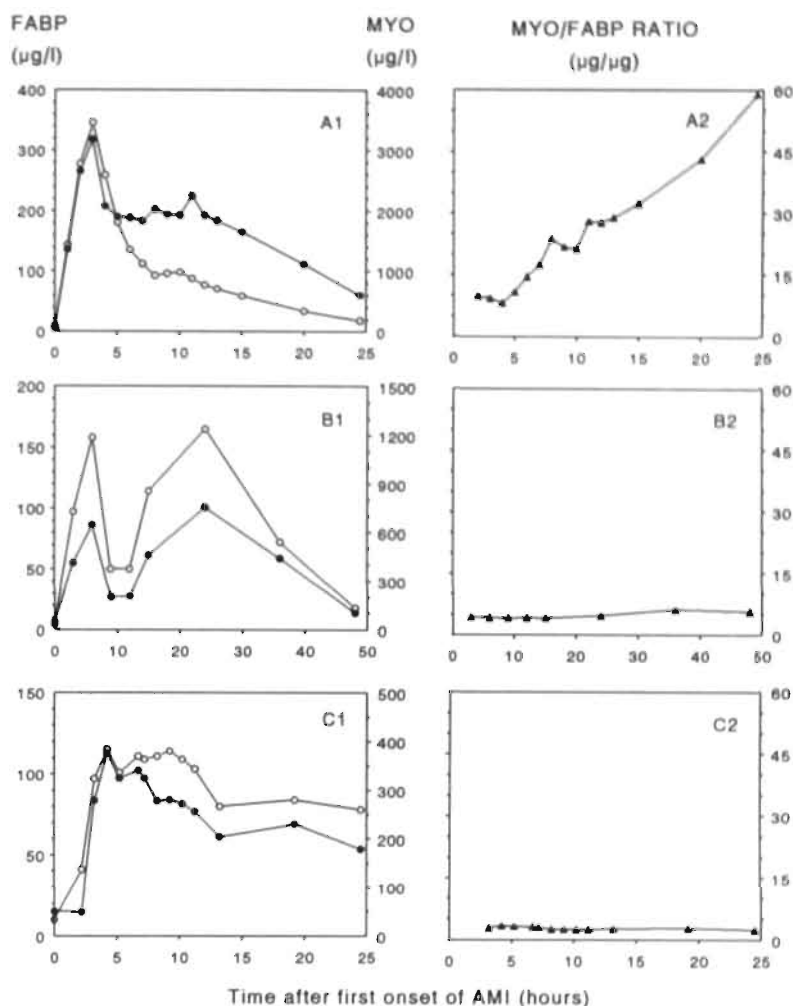 FABP
(µg/l)
MYO
(µg/l)
MYO/FABP RATIO
(µg/µg)
400
300
200
100
0
4000
3000
2000
1000
0
A1
0 5 10 15 20 25
60
45
30
15
0
A2
0 5 10 15 20 25
200
150
100
50
0
1500
1200
900
600
300
0
B1
0 10 20 30 40 50
60
45
30
15
0
B2
0 10 20 30 40 50
150
100
50
0
500
400
300
200
100
0
C1
0 5 10 15 20 25
60
45
30
15
0
C2
0 5 10 15 20 25
Time after first onset of AMI (hours)